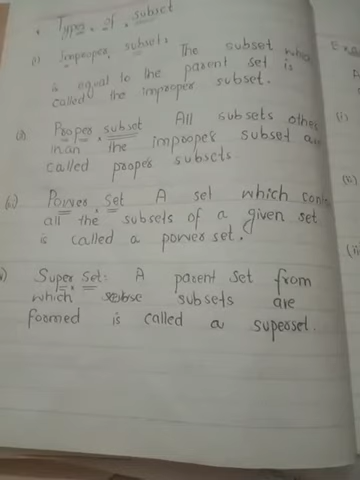 Types of subset
(i) Improper subset: The subset who
is equal to the parent set is
called the improper subset.
(ii) Proper subset All subsets other
than the improper subset are
called proper subsets
(iii) Power set A set which cont
all the subsets of a given set
is called a power set.
Super set: A parent set from
which subsets are
formed is called a superset.
(i)
(ii)